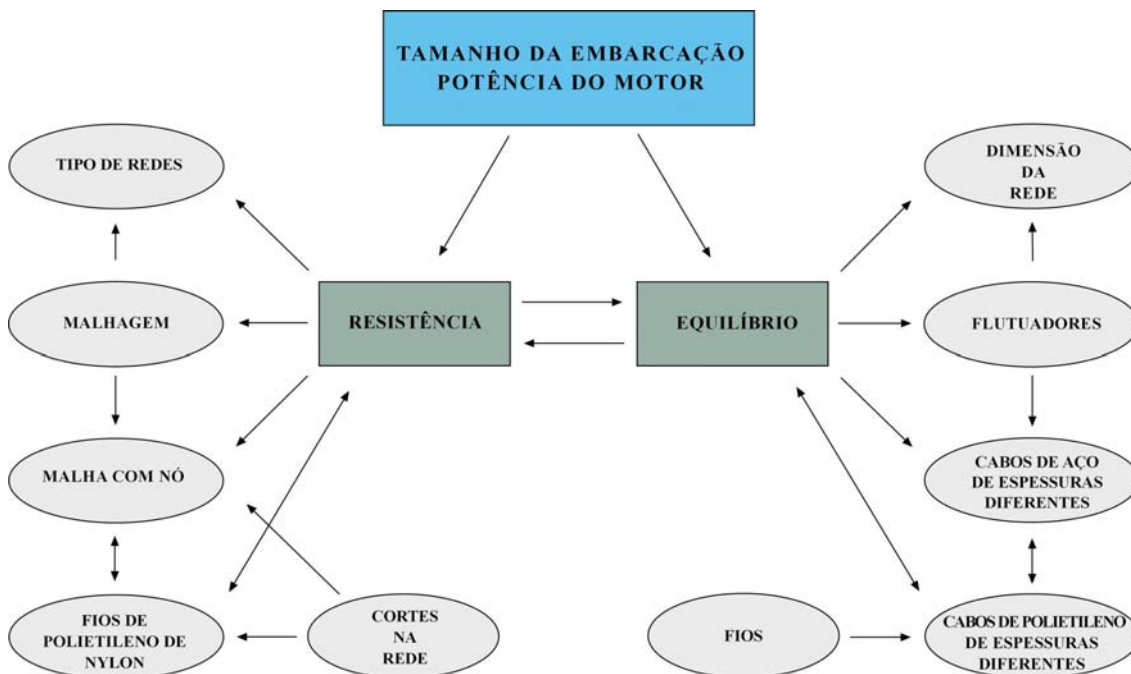 TAMANHO DA EMBARCAÇÃO
POTÊNCIA DO MOTOR
TIPO DE REDES
DIMENSÃO
DA
REDE
MALHAGEM
RESISTÊNCIA
EQUILÍBRIO
FLUTUADORES
MALHA COM NÓ
CABOS DE AÇO
DE ESPESSURAS
DIFERENTES
FIOS DE
POLIETILENO DE
NYLON
CORTES
NA
REDE
FIOS
CABOS DE POLIETILENO
DE ESPESSURAS
DIFERENTES